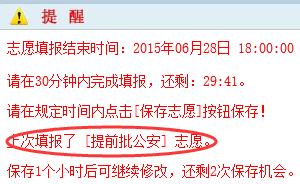 提 醒
志愿填报结束时间：2015年06月28日 18:00:00
请在30分钟内完成填报，还剩：29:41。
请在规定时间内点击[保存志愿]按钮保存！
上次填报了 [提前批公安] 志愿。
保存1个小时后可继续修改，还剩2次保存机会。